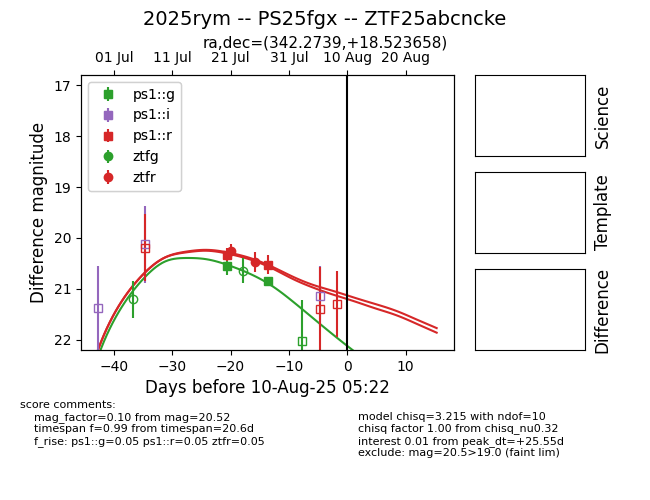 2025rym -- PS25fgx -- ZTF25abcncke
ra,dec=(342.2739,+18.523658)
01 Jul 11 Jul 21 Jul 31 Jul 10 Aug 20 Aug
17
18
19
20
21
22
Difference magnitude
ps1::g
ps1::i
ps1::r
ztfg
ztfr
−40 −30 −20 −10 0 10
Days before 10-Aug-25 05:22
Science
Template
Difference
score comments:
mag_factor=0.10 from mag=20.52
timespan f=0.99 from timespan=20.6d
f_rise: ps1::g=0.05 ps1::r=0.05 ztfr=0.05
model chisq=3.215 with ndof=10
chisq factor 1.00 from chisq_nu0.32
interest 0.01 from peak_dt=+25.55d
exclude: mag=20.5>19.0 (faint lim)